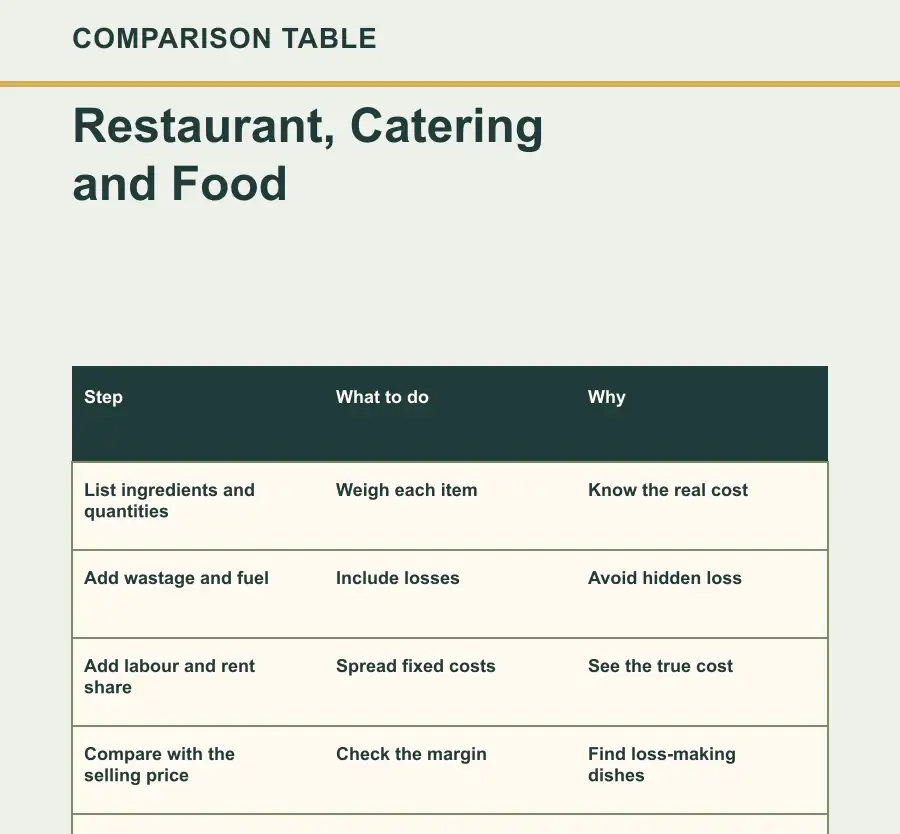 COMPARISON TABLE
Restaurant, Catering
and Food
Step
What to do
Why
List ingredients and
quantities
Weigh each item
Know the real cost
Add wastage and fuel
Include losses
Avoid hidden loss
Add labour and rent
share
Spread fixed costs
See the true cost
Compare with the
selling price
Check the margin
Find loss-making
dishes